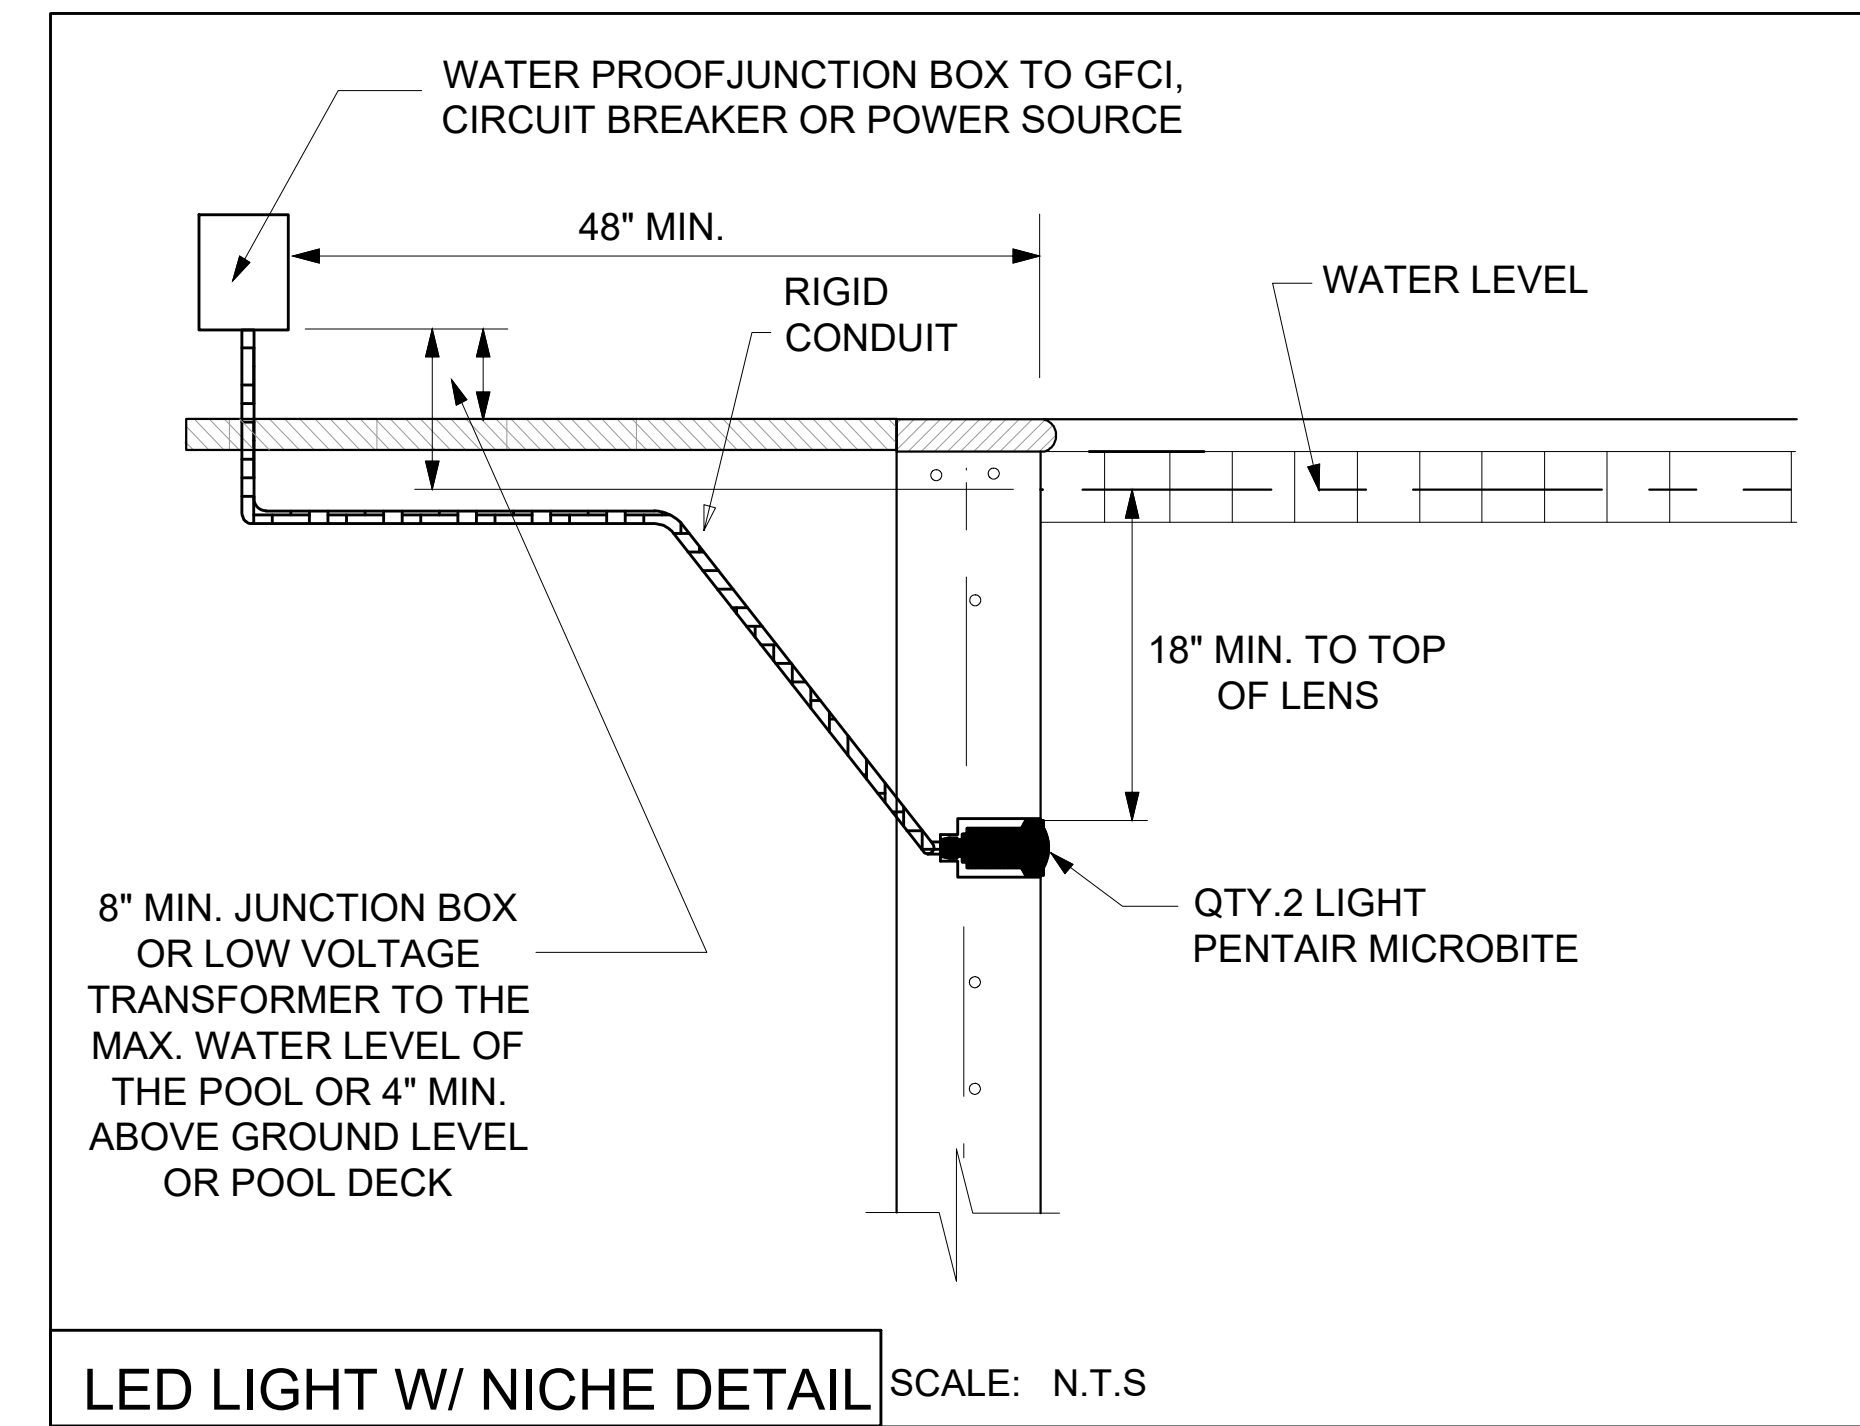 WATER PROOFJUNCTION BOX TO GFCI,
CIRCUIT BREAKER OR POWER SOURCE
48" MIN.
RIGID
CONDUIT
WATER LEVEL
18" MIN. TO TOP
OF LENS
8" MIN. JUNCTION BOX
OR LOW VOLTAGE
TRANSFORMER TO THE
MAX. WATER LEVEL OF
THE POOL OR 4" MIN.
ABOVE GROUND LEVEL
OR POOL DECK
QTY.2 LIGHT
PENTAIR MICROBITE
LED LIGHT W/ NICHE DETAIL
SCALE: N.T.S